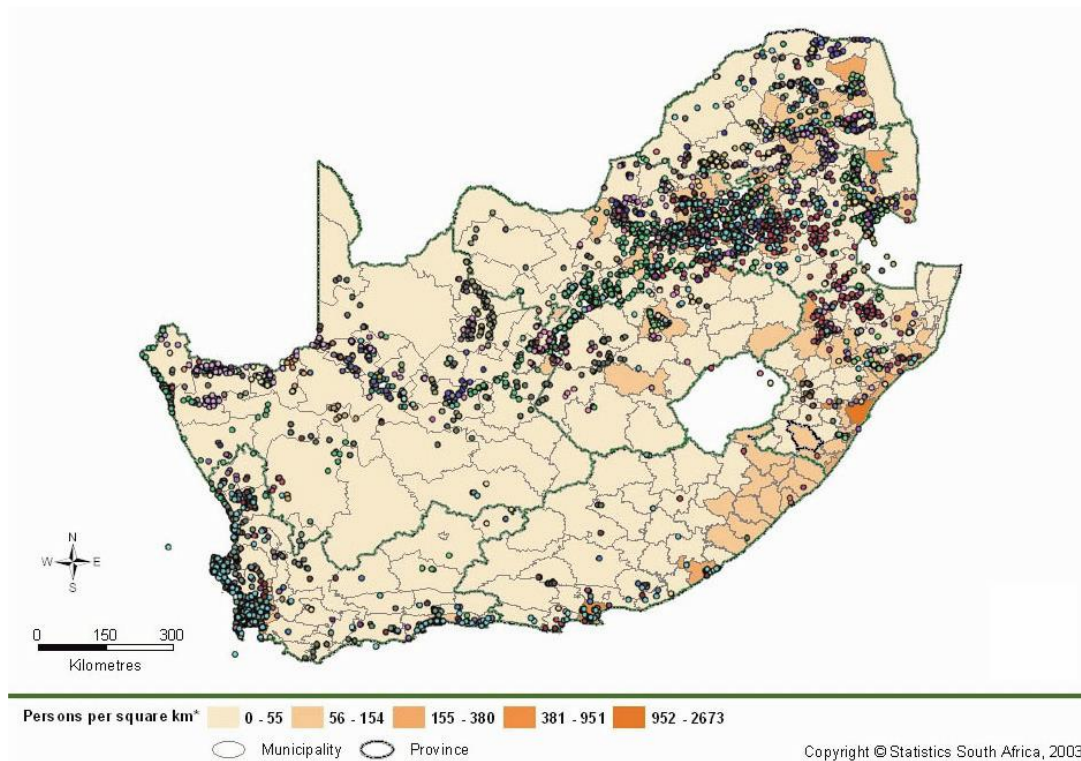 N
W E
S
0 150 300
Kilometres
Persons per square km* 0 - 55 56 - 154 155 - 380 381 - 951 952 - 2673
Municipality Province
Copyright © Statistics South Africa, 2003